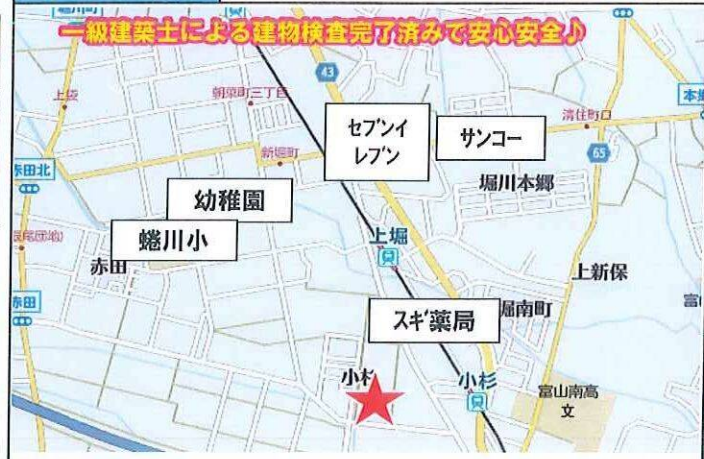 一級建築士による建物検査完了済みで安心安全♪
堀川町
43
上袋
朝菜町三丁目
セブンイ
レブン
サンコー
清住町口
本郷
65
新堀町
赤田北
幼稚園
堀川本郷
蜷川小
上堀
赤田
上新保
赤田
スギ薬局
堀南町
小杉
小杉
富山南高
文